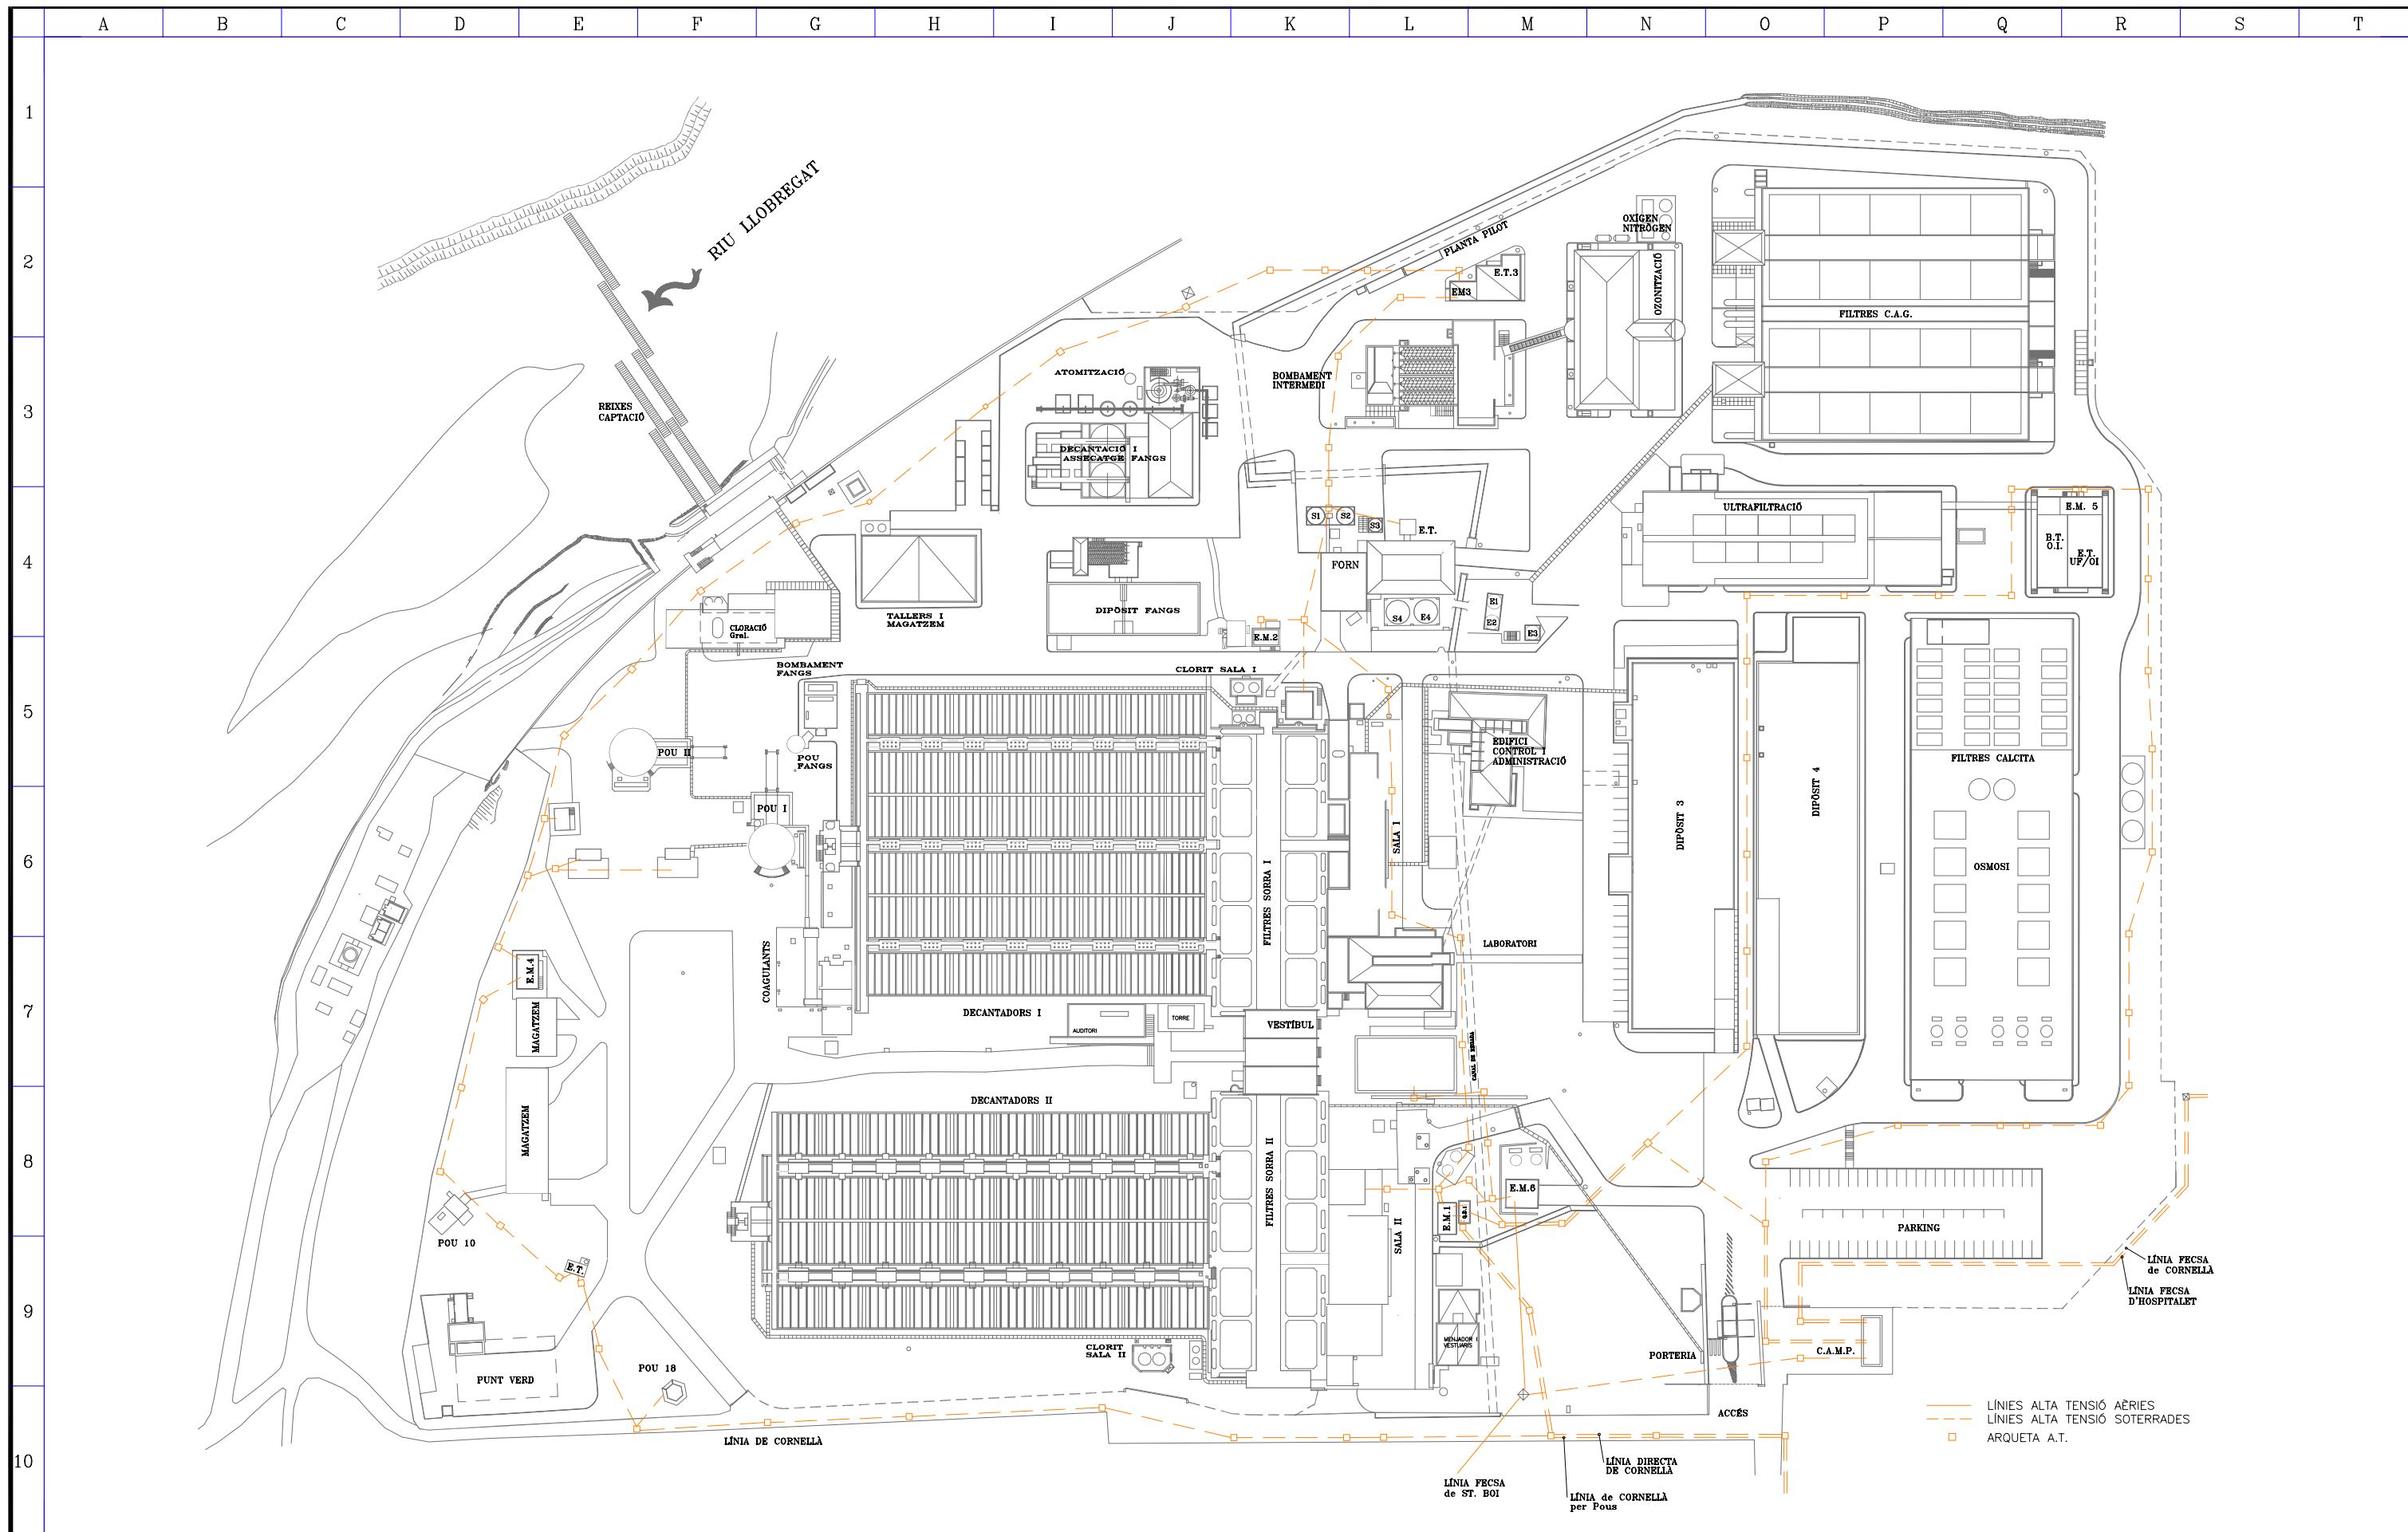 A B C D E F G H I J K L M N O P Q R S T
1
2
3
4
5
6
7
8
9
10
RIU LLOBREGAT
REIXES
CAPTACIÓ
PLANTA PILOT
E.T.3
EM3
OXÍGEN
NITRÒGEN
OZONITZACIÓ
FILTRES C.A.G.
ATOMITZACIÓ
BOMBAMENT
INTERMEDI
DECANTACIÓ I
ASSECATGE FANGS
S1
S2
S3
E.T.
FORN
ULTRAFILTRACIÓ
E.M. 5
B.T.
O.I.
E.T.
UF/OI
TALLERS I
MAGATZEM
DIPÒSIT FANGS
CLORACIÓ
Gral.
E.M.2
S4
E4
E1
E2
E3
BOMBAMENT
FANGS
CLORIT SALA I
POU II
POU
FANGS
EDIFICI
CONTROL I
ADMINISTRACIÓ
FILTRES CALCITA
POU I
SALA I
DIPÒSIT 3
DIPÒSIT 4
OSMOSI
FILTRES SORRA I
COAGULANTS
LABORATORI
E.M.4
MAGATZEM
DECANTADORS I
AUDITORI
TORRE
VESTÍBUL
CANAL DE REGADA
DECANTADORS II
MAGATZEM
FILTRES SORRA II
SALA II
E.M.1
E.M.6
PARKING
POU 10
E.T.
LÍNIA FECSA
de CORNELLÀ
LÍNIA FECSA
D'HOSPITALET
CLORIT
SALA II
MENJADOR I
VESTUARIS
PORTERIA
C.A.M.P.
PUNT VERD
POU 18
ACCÉS
LÍNIA DE CORNELLÀ
LÍNIA FECSA
de ST. BOI
LÍNIA DIRECTA
DE CORNELLÀ
LÍNIA de CORNELLÀ
per Pous
LÍNIES ALTA TENSIÓ AÈRIES
LÍNIES ALTA TENSIÓ SOTERRADES
ARQUETA A.T.